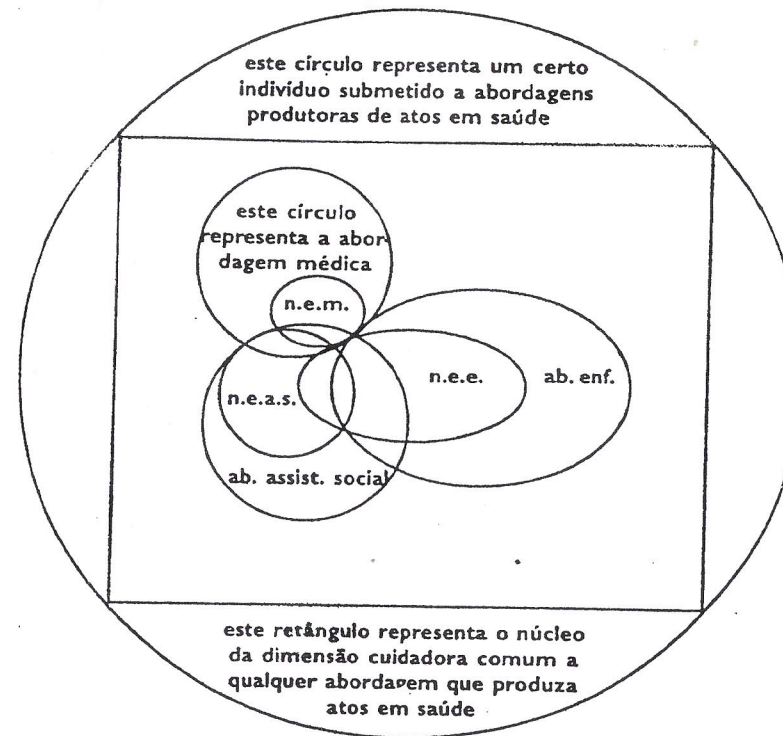 este círculo representa um certo
indivíduo submetido a abordagens
produtoras de atos em saúde
este círculo
representa a abor-
dagem médica
n.e.m.
n.e.e.
ab. enf.
n.e.a.s.
ab. assist. social
este retângulo representa o núcleo
da dimensão cuidadora comum a
qualquer abordagem que produza
atos em saúde